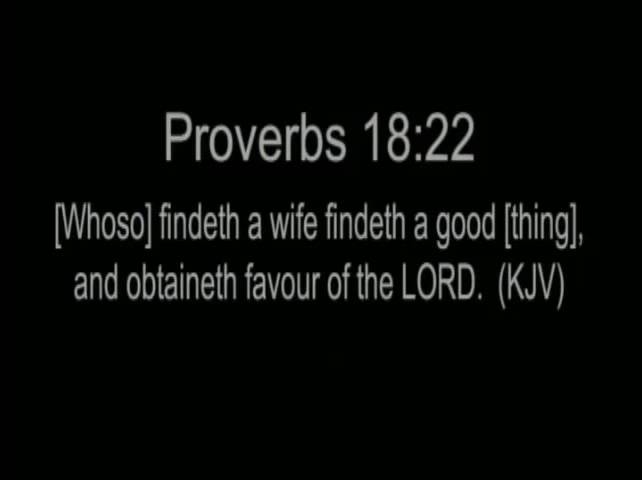 Proverbs 18:22
[Whoso] findeth a wife findeth a good [thing],
and obtaineth favour of the LORD. (KJV)